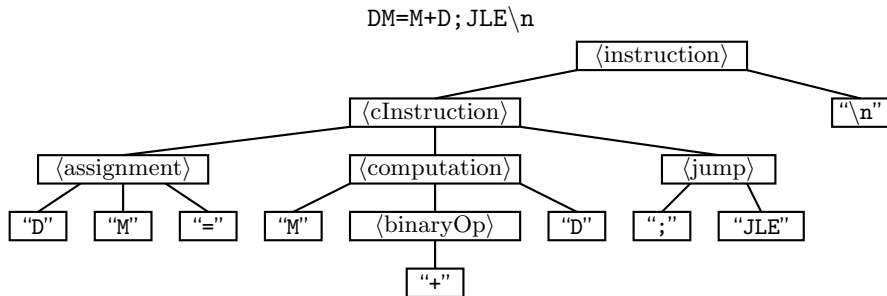 DM=M+D;JLE\n
⟨instruction⟩
⟨cInstruction⟩ “\n”
⟨assignment⟩ ⟨computation⟩ ⟨jump⟩
“D” “M” “=” “M” ⟨binaryOp⟩ “D” “;” “JLE”
“+”